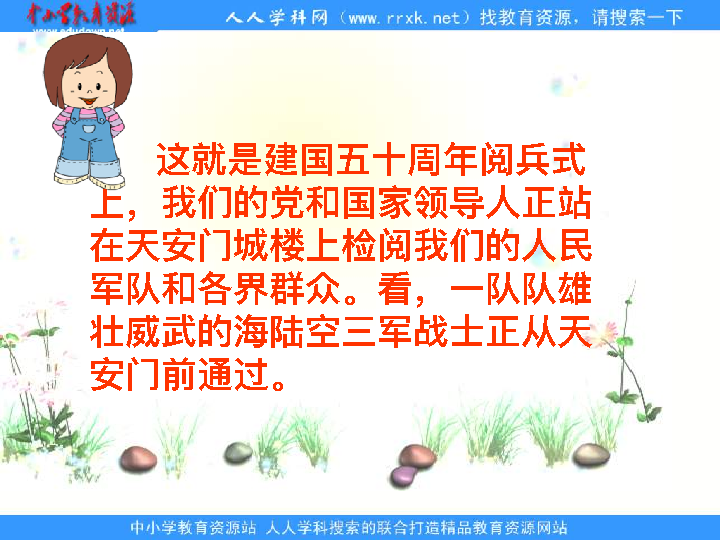 中小学教育资源
www.edudown.net
人人学科网（www.rrxk.net）找教育资源，请搜索一下
这就是建国五十周年阅兵式
上，我们的党和国家领导人正站
在天安门城楼上检阅我们的人民
军队和各界群众。看，一队队雄
壮威武的海陆空三军战士正从天
安门前通过。
中小学教育资源站 人人学科搜索的联合打造精品教育资源网站